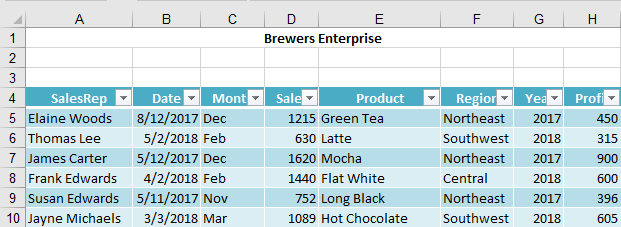 A B C D E F G H
1 Brewers Enterprise
2
3
4 SalesRep Date Mont Sale Product Region Yea Profi
5 Elaine Woods 8/12/2017 Dec 1215 Green Tea Northeast 2017 450
6 Thomas Lee 5/2/2018 Feb 630 Latte Southwest 2018 315
7 James Carter 5/12/2017 Dec 1620 Mocha Northeast 2017 900
8 Frank Edwards 4/2/2018 Feb 1440 Flat White Central 2018 600
9 Susan Edwards 5/11/2017 Nov 752 Long Black Northeast 2017 396
10 Jayne Michaels 3/3/2018 Mar 1089 Hot Chocolate Southwest 2018 605